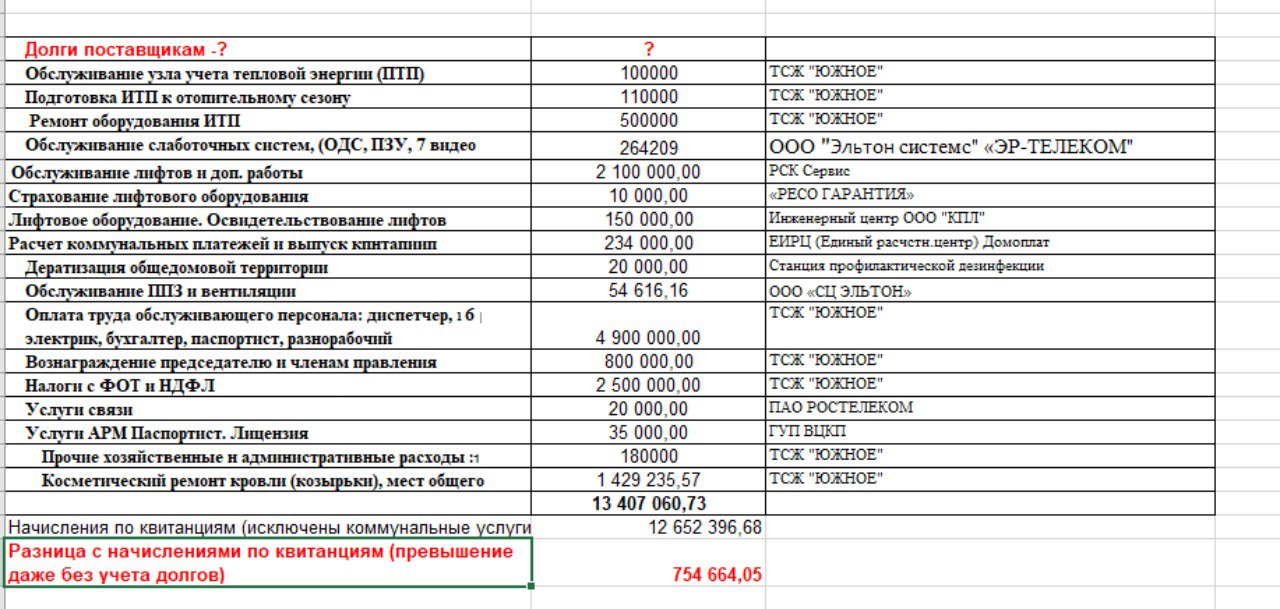 Долги поставщикам -? ?
Обслуживание узла учета тепловой энергии (ПТП) 100000 ТСЖ "ЮЖНОЕ"
Подготовка ИТП к отопительному сезону 110000 ТСЖ "ЮЖНОЕ"
Ремонт оборудования ИТП 500000 ТСЖ "ЮЖНОЕ"
Обслуживание слаботочных систем, (ОДС, ПЗУ, 7 видео 264209 ООО "Эльтон системс" «ЭР-ТЕЛЕКОМ"
Обслуживание лифтов и доп. работы 2 100 000,00 РСК Сервис
Страхование лифтового оборудования 10 000,00 «РЕСО ГАРАНТИЯ»
Лифтовое оборудование. Освидетельствование лифтов 150 000,00 Инженерный центр ООО "КПЛ"
Расчет коммунальных платежей и выпуск кпнтапиип 234 000,00 ЕИРЦ (Единый расчстн.центр) Домоплат
Дератизация общедомовой территории 20 000,00 Станция профилактической дезинфекции
Обслуживание ППЗ и вентиляции 54 616,16 ООО «СЦ ЭЛЬТОН»
Оплата труда обслуживающего персонала: диспетчер, 1 б
электрик, бухгалтер, паспортист, разнорабочий 4 900 000,00 ТСЖ "ЮЖНОЕ"
Вознаграждение председателю и членам правления 800 000,00 ТСЖ "ЮЖНОЕ"
Налоги с ФОТ и НДФЛ 2 500 000,00 ТСЖ "ЮЖНОЕ"
Услуги связи 20 000,00 ПАО РОСТЕЛЕКОМ
Услуги АРМ Паспортист. Лицензия 35 000,00 ГУП ВЦКП
Прочие хозяйственные н административные расходы :1 180000 ТСЖ "ЮЖНОЕ"
Косметический ремонт кровли (козырьки), мест общего 1 429 235,57 ТСЖ "ЮЖНОЕ"
13 407 060,73
Начисления по квитанциям (исключены коммунальные услуги 12 652 396,68
Разница с начислениями по квитанциям (превышение
даже без учета долгов) 754 664,05